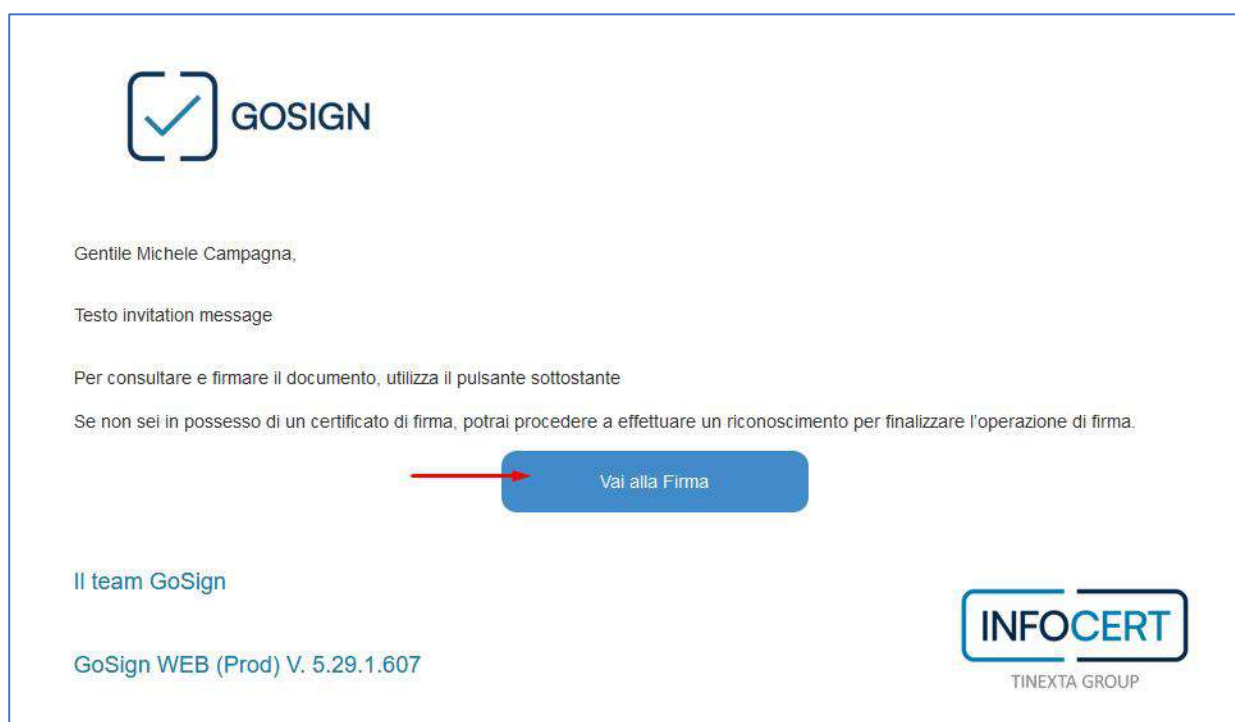 GOSIGN
Gentile Michele Campagna,
Testo invitation message
Per consultare e firmare il documento, utilizza il pulsante sottostante
Se non sei in possesso di un certificato di firma, potrai procedere a effettuare un riconoscimento per finalizzare l'operazione di firma.
Vai alla Firma
Il team GoSign
GoSign WEB (Prod) V. 5.29.1.607
INFOCERT
TINEXTA GROUP